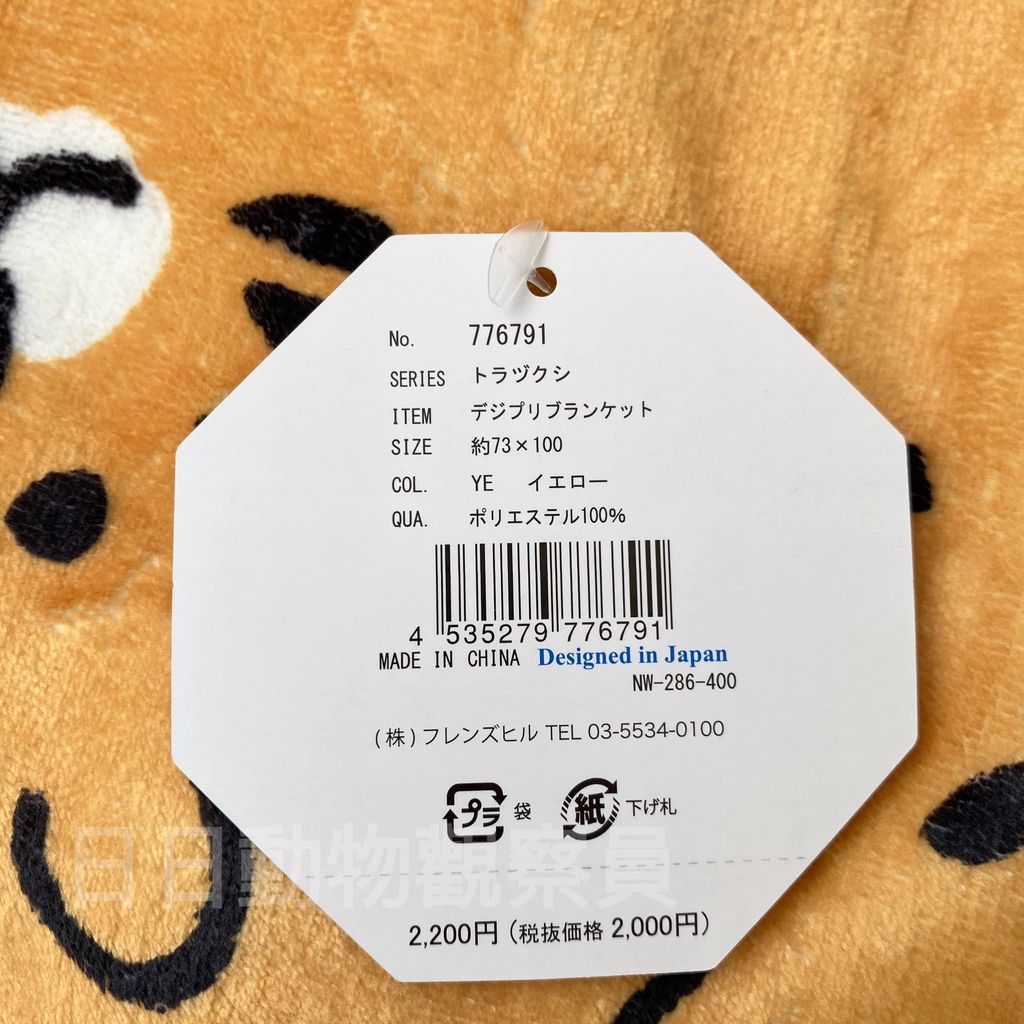 No. 776791
SERIES トラヅクシ
ITEM デジプリブランケット
SIZE 約73×100
COL. YE イエロー
QUA. ポリエステル100%
4 535279 776791
MADE IN CHINA Designed in Japan
NW-286-400
(株)フレンズヒル TEL 03-5534-0100
プラ 袋 紙 下げ札
日日動物觀察員
2,200円(税抜価格 2,000円)